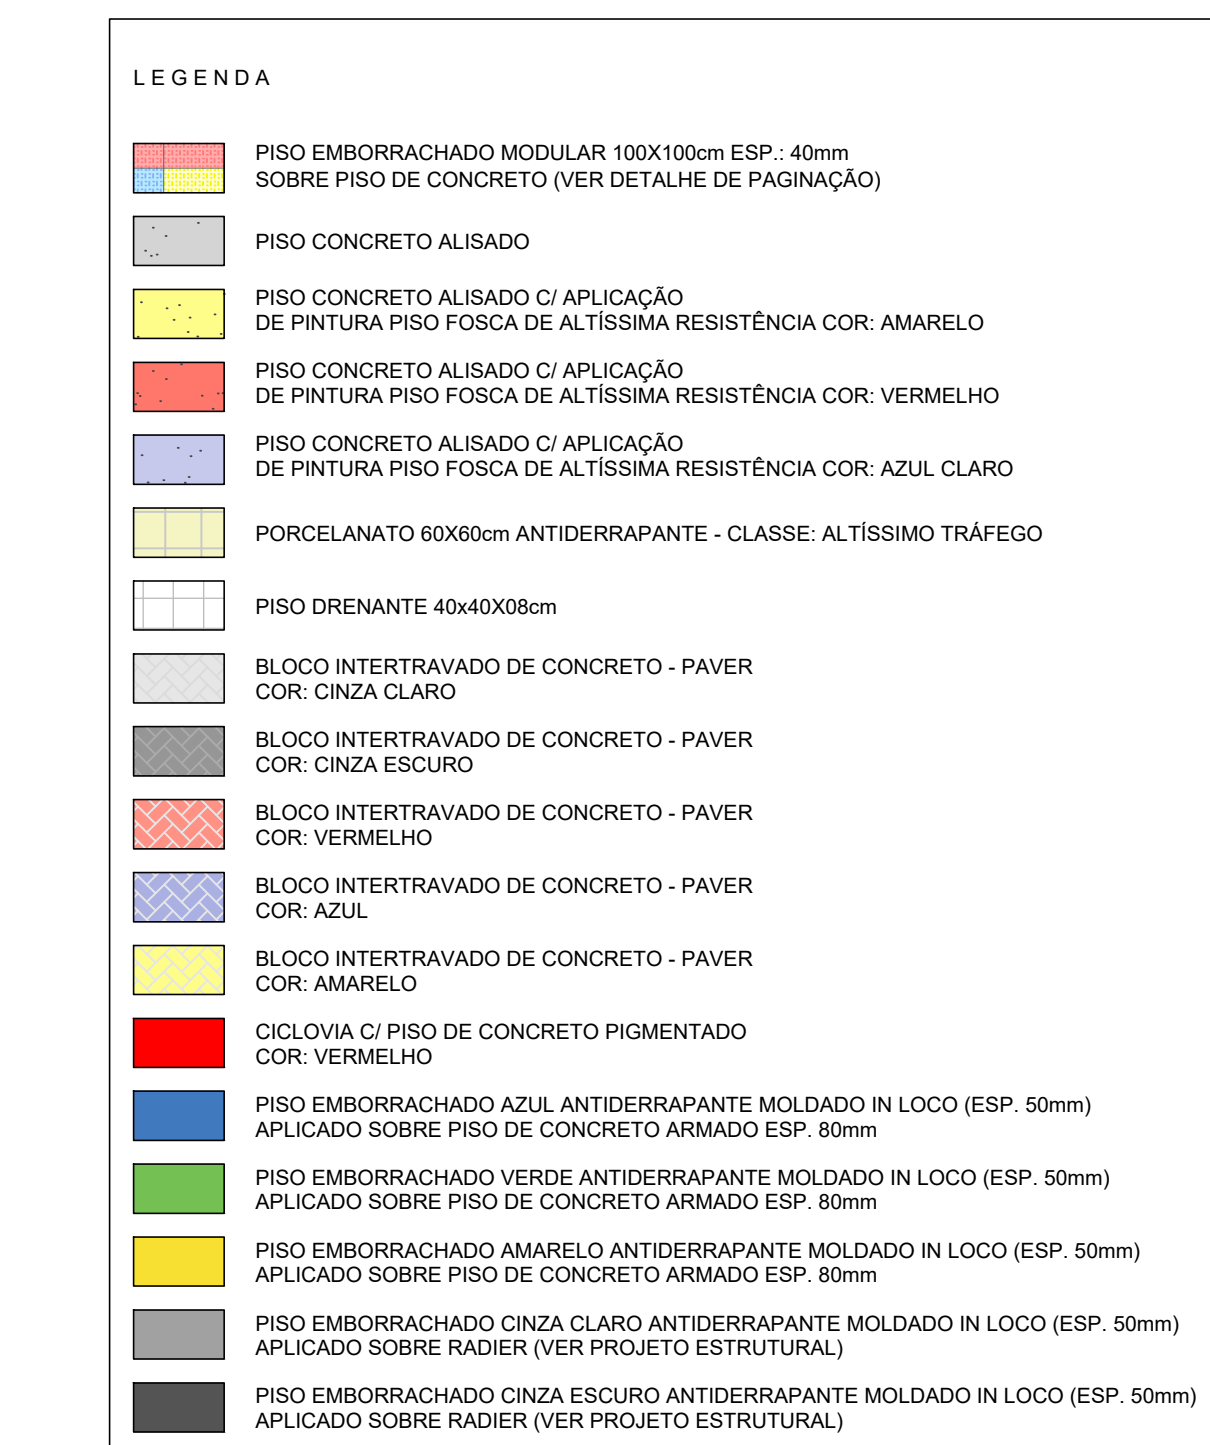 LEGENDA
PISO EMBORRACHADO MODULAR 100X100cm ESP.: 40mm
SOBRE PISO DE CONCRETO (VER DETALHE DE PAGINAÇÃO)
PISO CONCRETO ALISADO
PISO CONCRETO ALISADO C/ APLICAÇÃO
DE PINTURA PISO FOSCA DE ALTÍSSIMA RESISTÊNCIA COR: AMARELO
PISO CONCRETO ALISADO C/ APLICAÇÃO
DE PINTURA PISO FOSCA DE ALTÍSSIMA RESISTÊNCIA COR: VERMELHO
PISO CONCRETO ALISADO C/ APLICAÇÃO
DE PINTURA PISO FOSCA DE ALTÍSSIMA RESISTÊNCIA COR: AZUL CLARO
PORCELANATO 60X60cm ANTIDERRAPANTE - CLASSE: ALTÍSSIMO TRÁFEGO
PISO DRENANTE 40x40X08cm
BLOCO INTERTRAVADO DE CONCRETO - PAVER
COR: CINZA CLARO
BLOCO INTERTRAVADO DE CONCRETO - PAVER
COR: CINZA ESCURO
BLOCO INTERTRAVADO DE CONCRETO - PAVER
COR: VERMELHO
BLOCO INTERTRAVADO DE CONCRETO - PAVER
COR: AZUL
BLOCO INTERTRAVADO DE CONCRETO - PAVER
COR: AMARELO
CICLOVIA C/ PISO DE CONCRETO PIGMENTADO
COR: VERMELHO
PISO EMBORRACHADO AZUL ANTIDERRAPANTE MOLDADO IN LOCO (ESP. 50mm)
APLICADO SOBRE PISO DE CONCRETO ARMADO ESP. 80mm
PISO EMBORRACHADO VERDE ANTIDERRAPANTE MOLDADO IN LOCO (ESP. 50mm)
APLICADO SOBRE PISO DE CONCRETO ARMADO ESP. 80mm
PISO EMBORRACHADO AMARELO ANTIDERRAPANTE MOLDADO IN LOCO (ESP. 50mm)
APLICADO SOBRE PISO DE CONCRETO ARMADO ESP. 80mm
PISO EMBORRACHADO CINZA CLARO ANTIDERRAPANTE MOLDADO IN LOCO (ESP. 50mm)
APLICADO SOBRE RADIER (VER PROJETO ESTRUTURAL)
PISO EMBORRACHADO CINZA ESCURO ANTIDERRAPANTE MOLDADO IN LOCO (ESP. 50mm)
APLICADO SOBRE RADIER (VER PROJETO ESTRUTURAL)